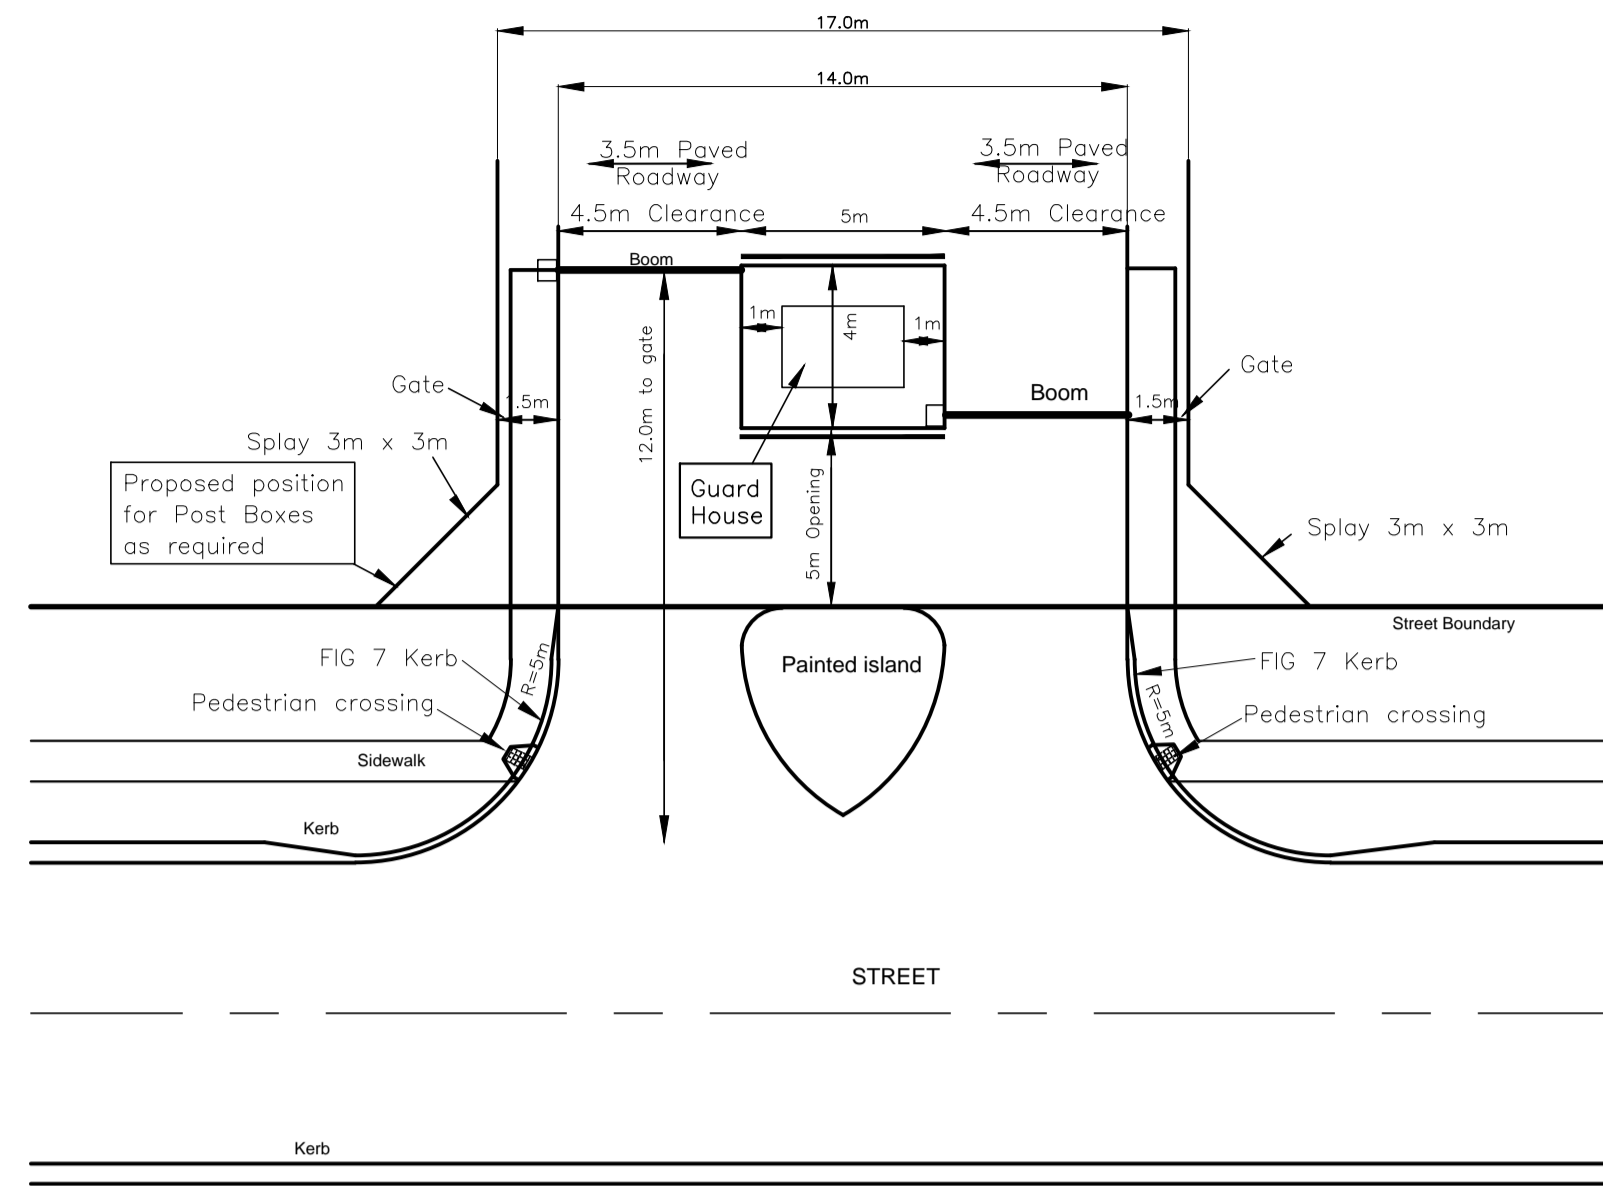 17.0m
14.0m
3.5m Paved
Roadway
3.5m Paved
Roadway
4.5m Clearance
5m
4.5m Clearance
Boom
1m
4m
1m
12.0m to gate
Gate
1.5m
Boom
1.5m
Gate
Splay 3m x 3m
Proposed position
for Post Boxes
as required
Guard
House
5m Opening
Splay 3m x 3m
Street Boundary
FIG 7 Kerb
R=5m
Painted island
FIG 7 Kerb
R=5m
Pedestrian crossing
Pedestrian crossing
Sidewalk
Kerb
STREET
Kerb